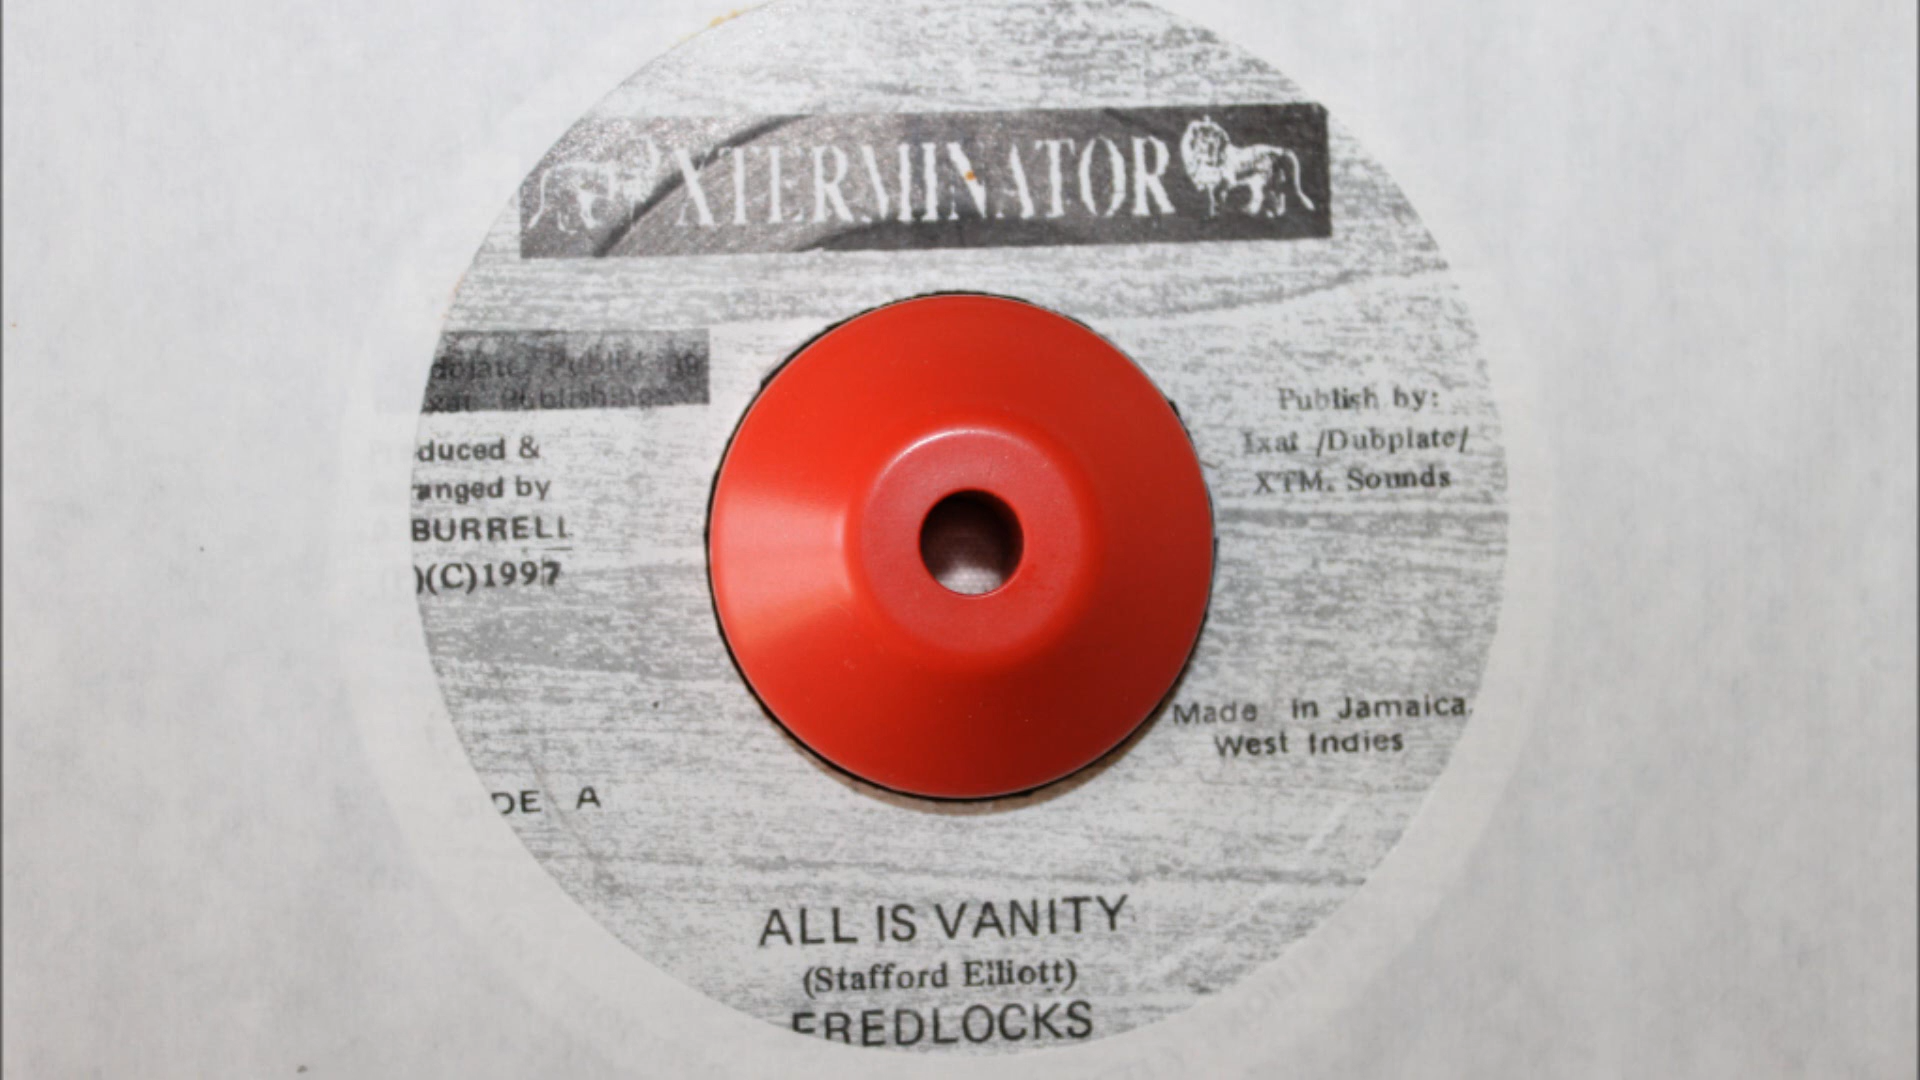 XTERMINATOR
Publishing
duced &
anged by
BURRELL
)(C)1997
DE A
Publish by:
Ixat /Dubplate/
XTM. Sounds
Made in Jamaica.
West Indies
ALL IS VANITY
(Stafford Elliott)
FREDLOCKS